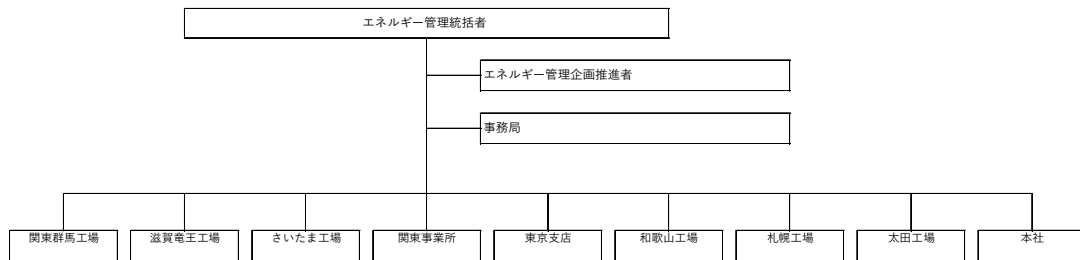 エネルギー管理統括者
エネルギー管理企画推進者
事務局
関東群馬工場
滋賀竜王工場
さいたま工場
関東事業所
東京支店
和歌山工場
札幌工場
太田工場
本社